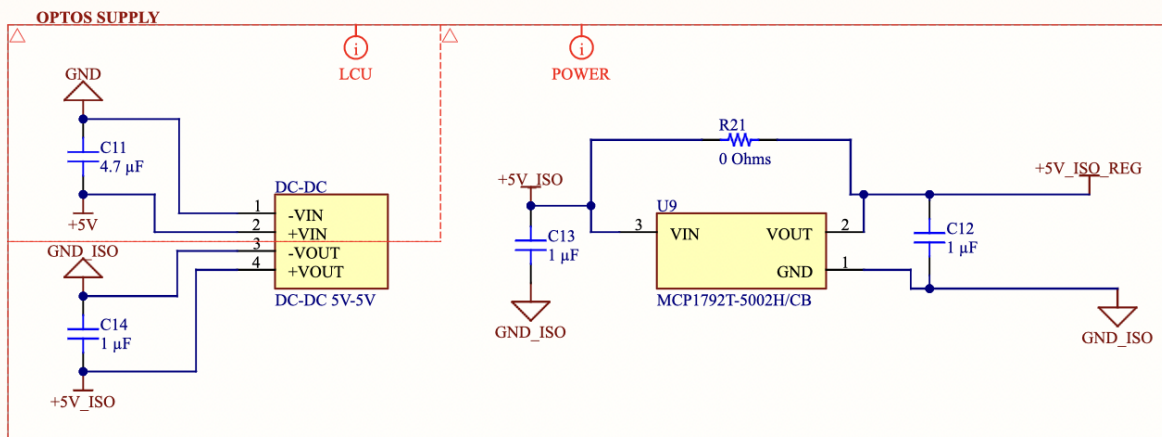 OPTOS SUPPLY
i
LCU
i
POWER
GND
C11
4.7 µF
+5V
DC-DC
1
-VIN
2
+VIN
3
-VOUT
4
+VOUT
DC-DC 5V-5V
GND_ISO
C14
1 µF
+5V_ISO
R21
0 Ohms
+5V_ISO
C13
1 µF
GND_ISO
U9
3
VIN
VOUT
2
GND
1
MCP1792T-5002H/CB
+5V_ISO_REG
C12
1 µF
GND_ISO